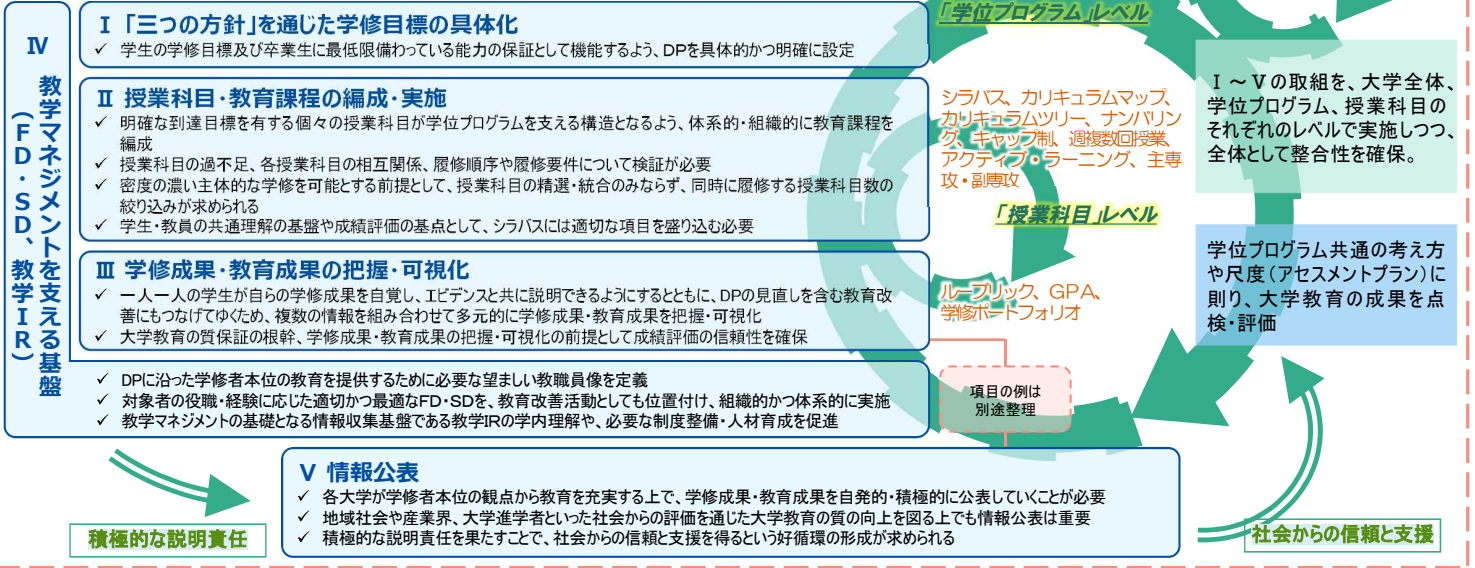 Ⅳ 教学マネジメントを支える基盤
(FD・SD、教学IR)
Ⅰ 「三つの方針」を通じた学修目標の具体化
✓ 学生の学修目標及び卒業生に最低限備わっている能力の保証として機能するよう、DPを具体的かつ明確に設定
Ⅱ 授業科目・教育課程の編成・実施
✓ 明確な到達目標を有する個々の授業科目が学位プログラムを支える構造となるよう、体系的・組織的に教育課程を
編成
✓ 授業科目の過不足、各授業科目の相互関係、履修順序や履修要件について検証が必要
✓ 密度の濃い主体的な学修を可能とする前提として、授業科目の精選・統合のみならず、同時に履修する授業科目数の
絞り込みが求められる
✓ 学生・教員の共通理解の基盤や成績評価の基点として、シラバスには適切な項目を盛り込む必要
Ⅲ 学修成果・教育成果の把握・可視化
✓ 一人一人の学生が自らの学修成果を自覚し、エビデンスと共に説明できるようにするとともに、DPの見直しを含む教育改
善にもつなげてゆくため、複数の情報を組み合わせて多元的に学修成果・教育成果を把握・可視化
✓ 大学教育の質保証の根幹、学修成果・教育成果の把握・可視化の前提として成績評価の信頼性を確保
✓ DPに沿った学修者本位の教育を提供するために必要な望ましい教職員像を定義
✓ 対象者の役職・経験に応じた適切かつ最適なFD・SDを、教育改善活動としても位置付け、組織的かつ体系的に実施
✓ 教学マネジメントの基礎となる情報収集基盤である教学IRの学内理解や、必要な制度整備・人材育成を促進
「学位プログラム」レベル
シラバス、カリキュラムマップ、
カリキュラムツリー、ナンバリン
グ、キャップ制、週複数回授業、
アクティブ・ラーニング、主専
攻・副専攻
「授業科目」レベル
ルーブリック、GPA、
学修ポートフォリオ
項目の例は
別途整理
Ⅰ～Ⅴの取組を、大学全体、
学位プログラム、授業科目の
それぞれのレベルで実施しつつ、
全体として整合性を確保。
学位プログラム共通の考え方
や尺度(アセスメントプラン)に
則り、大学教育の成果を点
検・評価
Ⅴ 情報公表
✓ 各大学が学修者本位の観点から教育を充実する上で、学修成果・教育成果を自発的・積極的に公表していくことが必要
✓ 地域社会や産業界、大学進学者といった社会からの評価を通じた大学教育の質の向上を図る上でも情報公表は重要
✓ 積極的な説明責任を果たすことで、社会からの信頼と支援を得るという好循環の形成が求められる
積極的な説明責任
社会からの信頼と支援